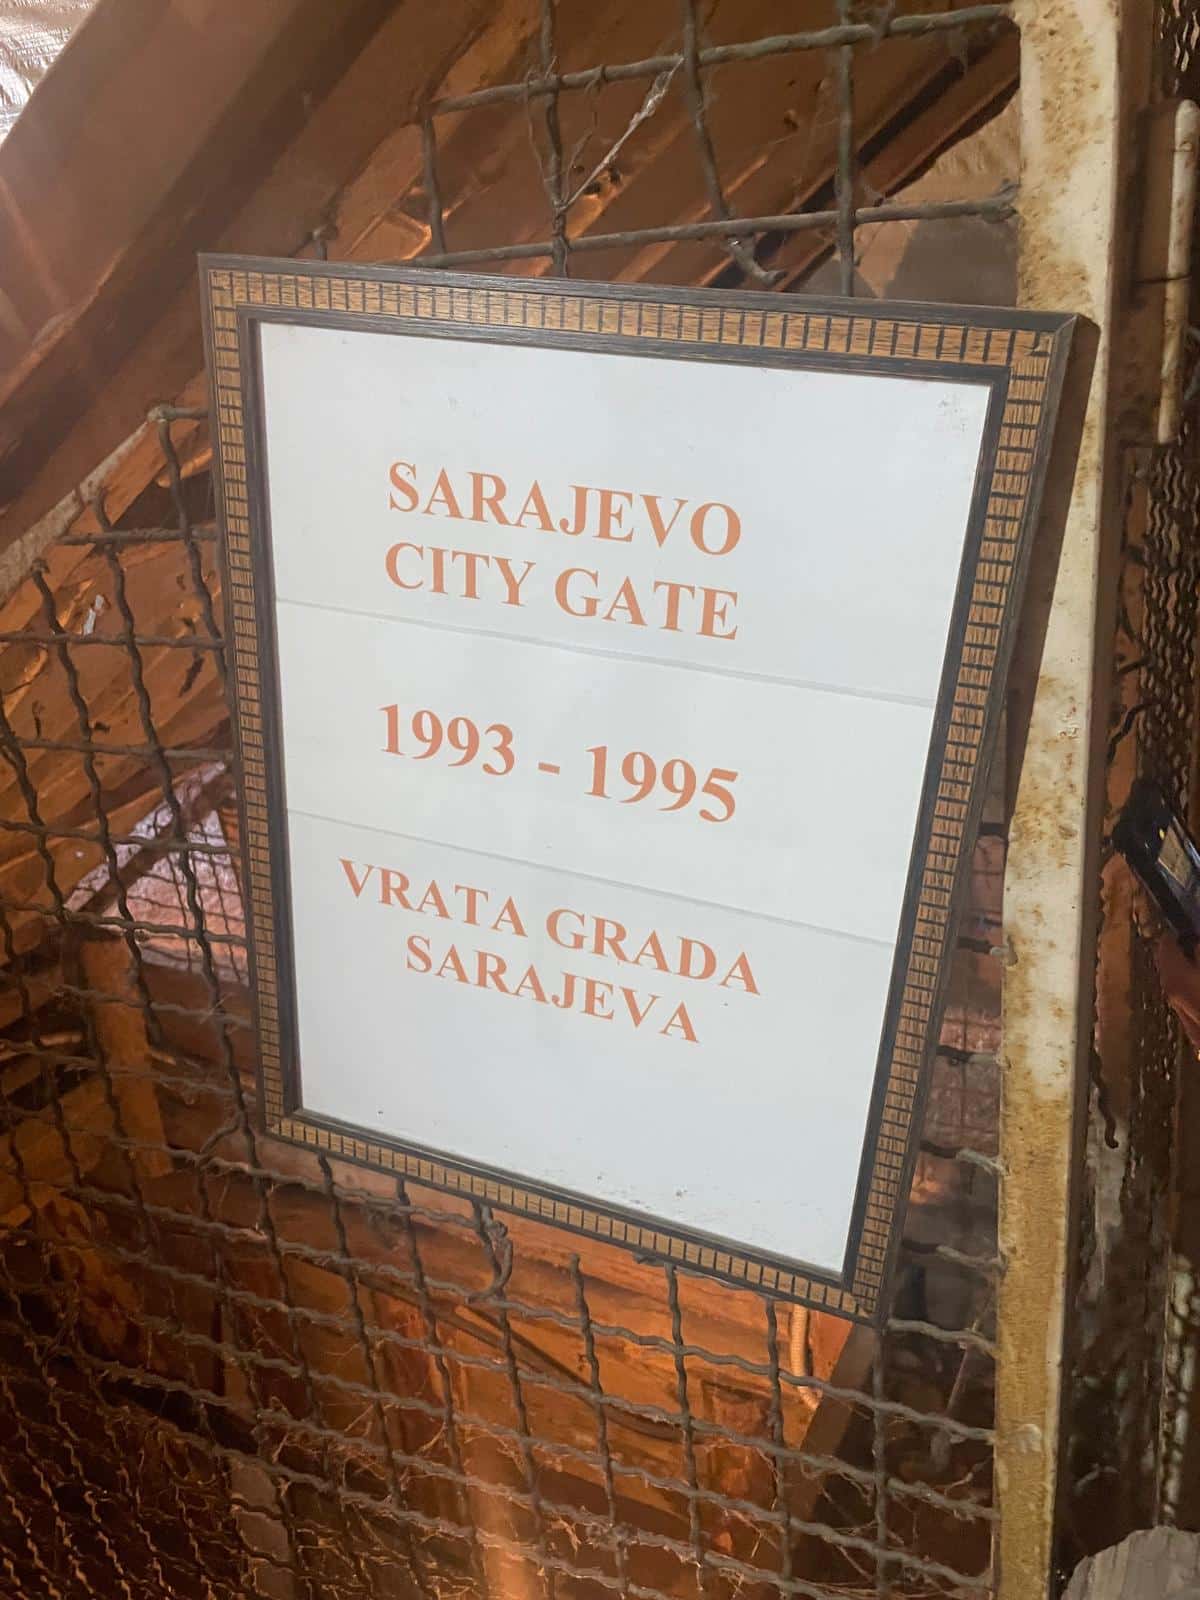 SARAJEVO
CITY GATE
1993 - 1995
VRATA GRADA
SARAJEVA